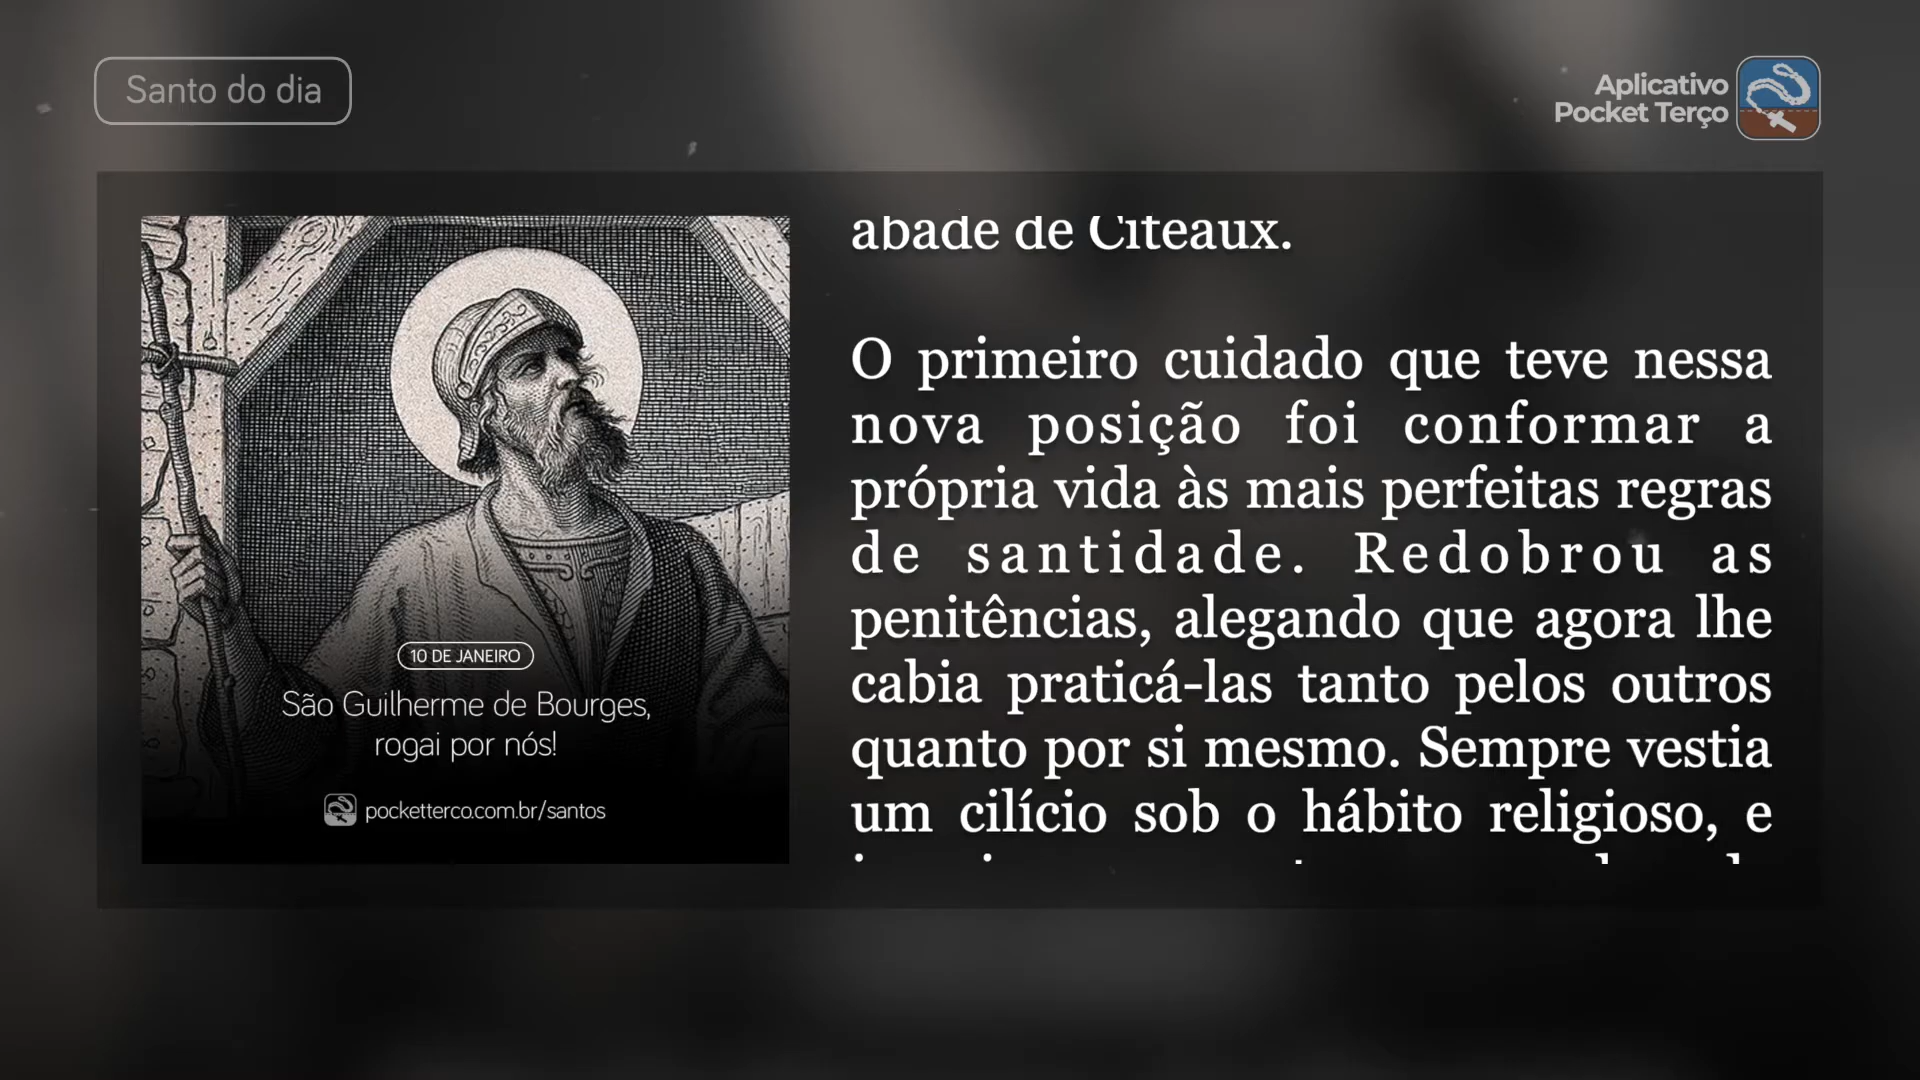 Santo do dia
Aplicativo
Pocket Terço
10 DE JANEIRO
São Guilherme de Bourges,
rogai por nós!
pocketterco.com.br/santos
abade de Citeaux.
O primeiro cuidado que teve nessa
nova posição foi conformar a
própria vida às mais perfeitas regras
de santidade. Redobrou as
penitências, alegando que agora lhe
cabia praticá-las tanto pelos outros
quanto por si mesmo. Sempre vestia
um cilício sob o hábito religioso, e